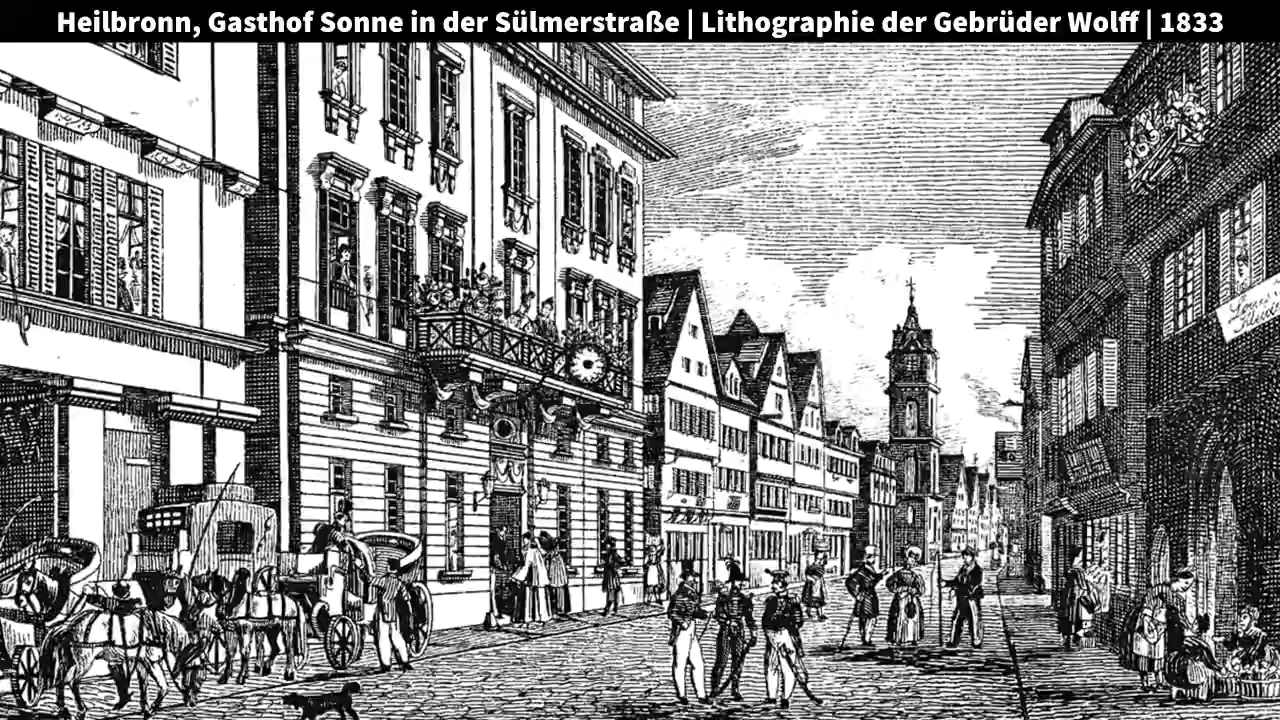 Heilbronn, Gasthof Sonne in der Sülmerstraße | Lithographie der Gebrüder Wolff | 1833